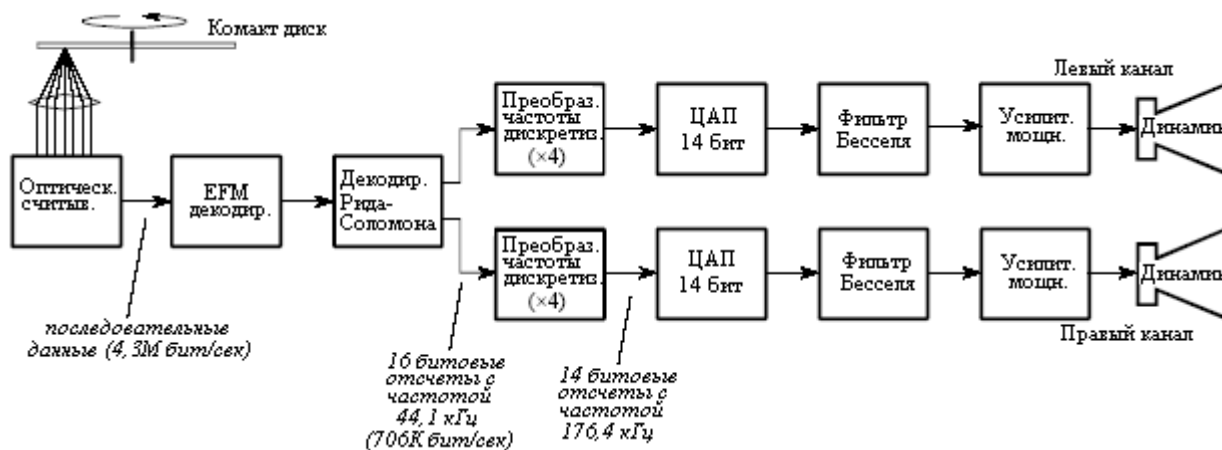 Комакт диск
Оптическ.
считыв.
EFM
декодир.
Декодир.
Рида-
Соломона
последовательные
данные (4,3М бит/сек)
Левый канал
Преобраз.
частоты
дискретиз.
(×4)
ЦАП
14 бит
Фильтр
Бесселя
Усилит.
мощн.
Динамик
Преобраз.
частоты
дискретиз.
(×4)
ЦАП
14 бит
Фильтр
Бесселя
Усилит.
мощн.
Динамик
Правый канал
16 битовые
отсчеты с
частотой
44,1 кГц
(706К бит/сек)
14 битовые
отсчеты с
частотой
176,4 кГц